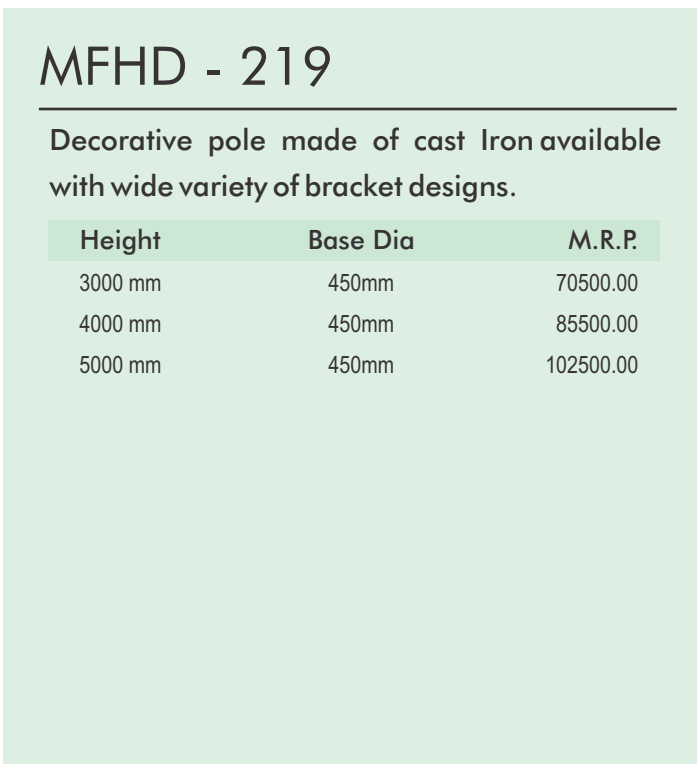 MFHD - 219
Decorative pole made of cast Iron available
with wide variety of bracket designs.
Height Base Dia M.R.P.
3000 mm 450mm 70500.00
4000 mm 450mm 85500.00
5000 mm 450mm 102500.00